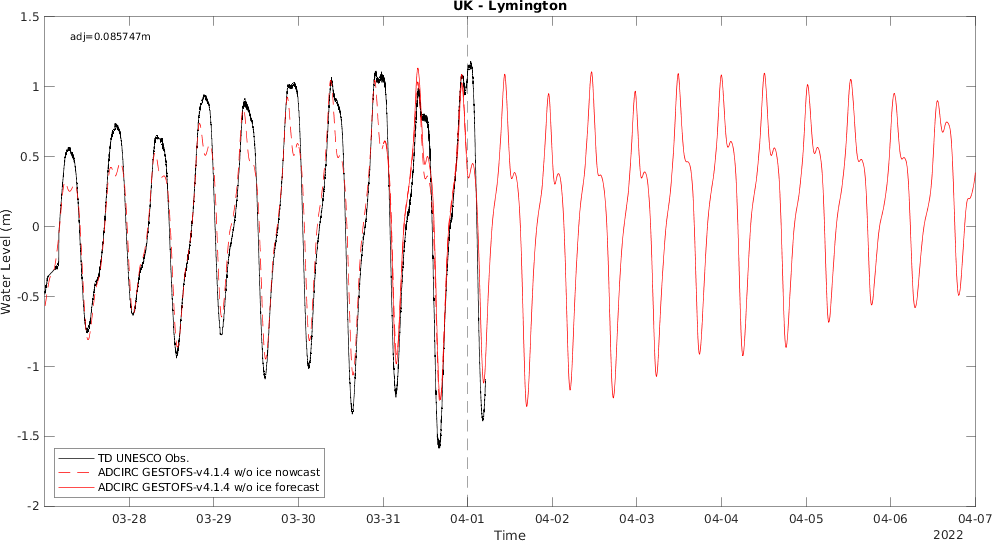 UK - Lymington
adj=0.085747m
1.5
1
0.5
0
-0.5
-1
-1.5
-2
Water Level (m)
TD UNESCO Obs.
ADCIRC GESTOFS-v4.1.4 w/o ice nowcast
ADCIRC GESTOFS-v4.1.4 w/o ice forecast
03-28 03-29 03-30 03-31 04-01 04-02 04-03 04-04 04-05 04-06 04-07
Time
2022